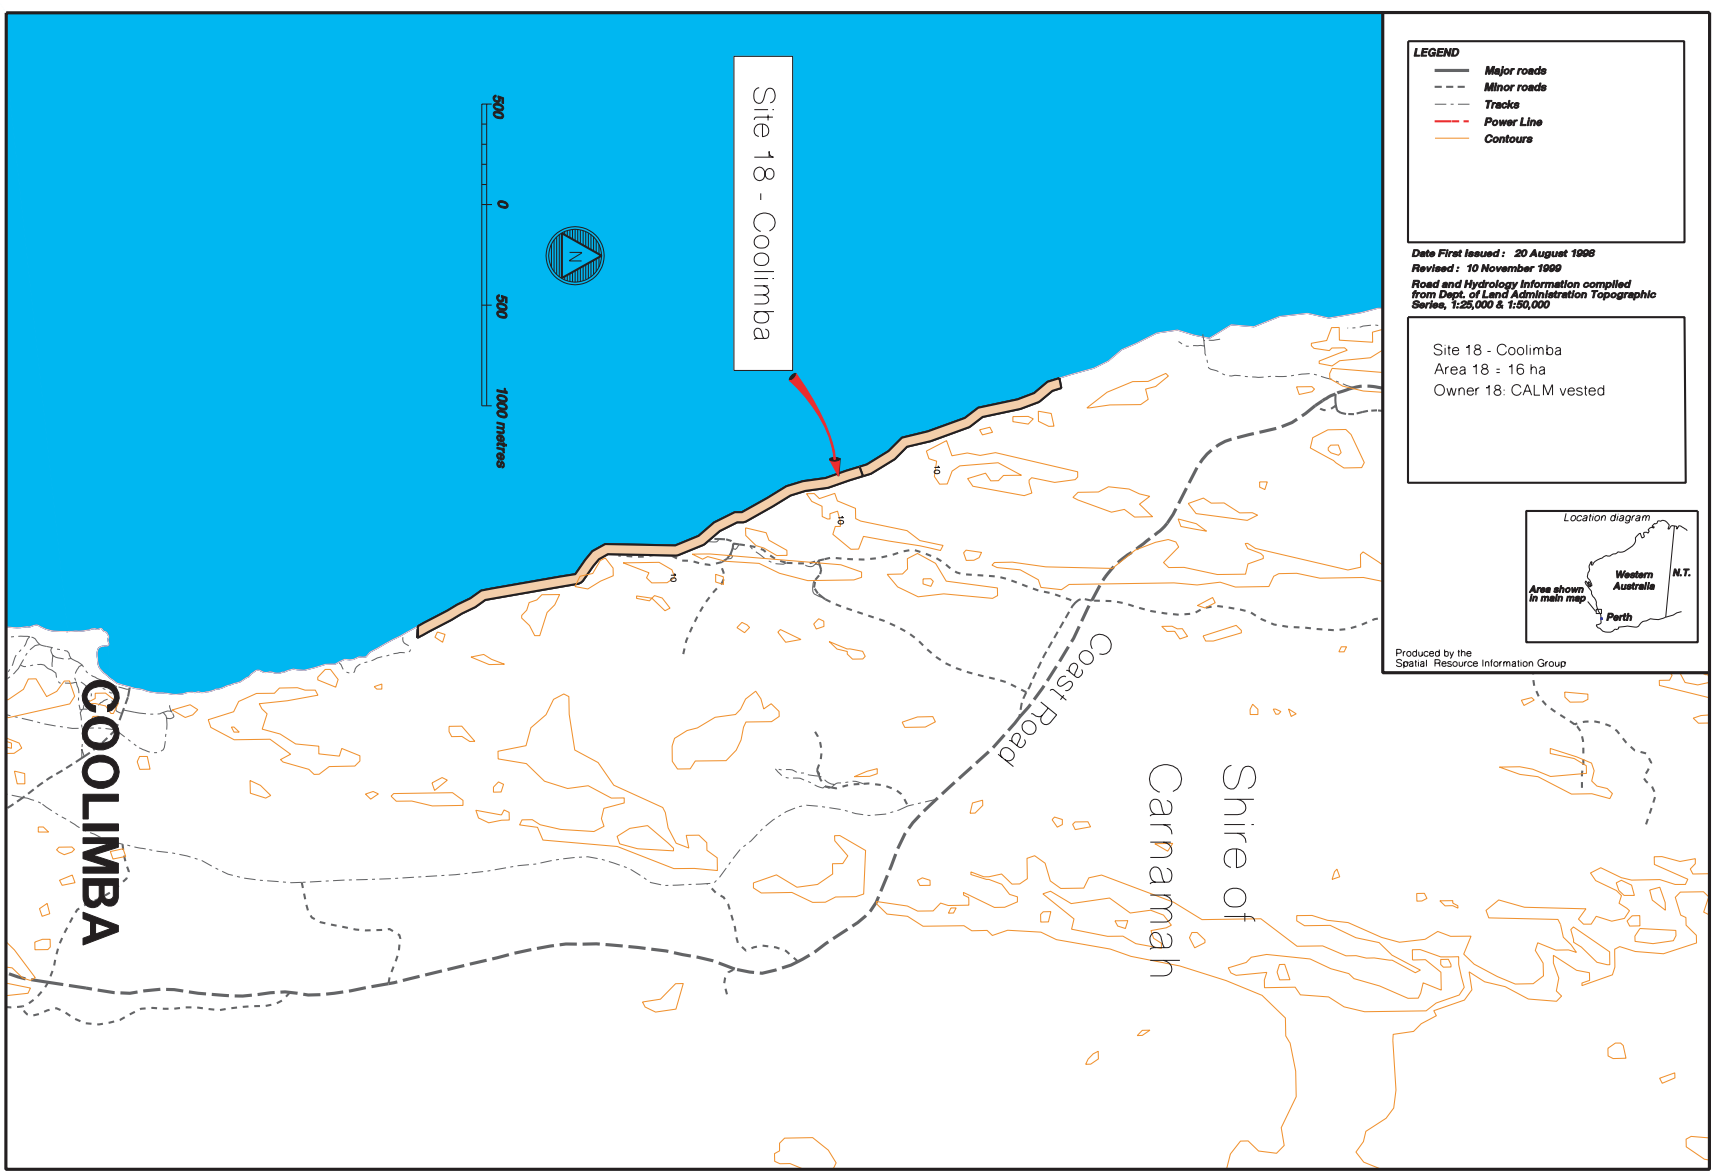 LEGEND
Major roads
Minor roads
Tracks
Power Line
Contours
Date First Issued : 20 August 1998
Revised : 10 November 1999
Road and Hydrology Information compiled
from Dept. of Land Administration Topographic
Series, 1:25,000 & 1:50,000
Site 18 - Coolimba
Area 18 = 16 ha
Owner 18: CALM vested
Location diagram
Western
Australia
N.T.
Area shown
in main map
Perth
Produced by the
Spatial Resource Information Group
Site 18 - Coolimba
500
0
500
1000 metres
N
10
10
10
Coast Road
Shire of
Carnamah
COOLIMBA